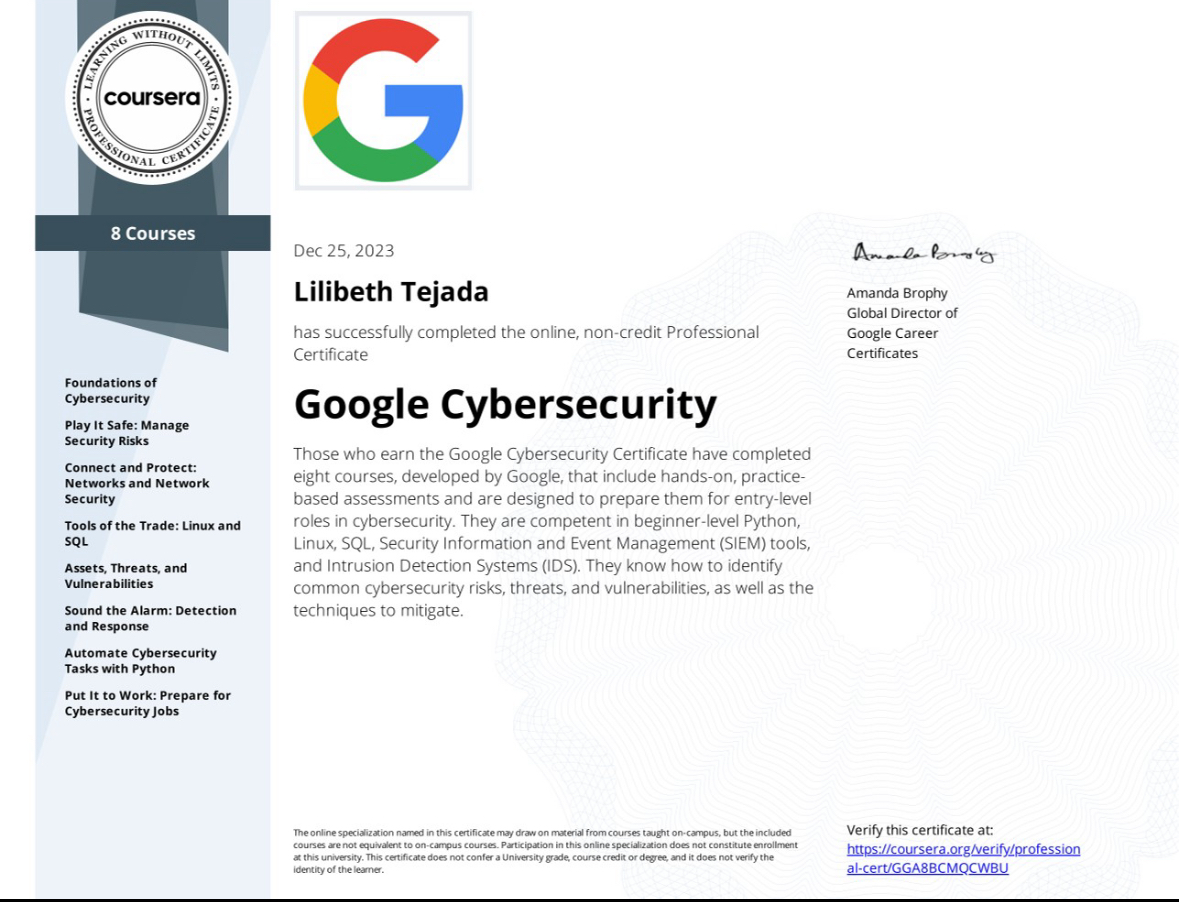 LEARNING WITHOUT LIMITS
coursera
PROFESSIONAL CERTIFICATE
8 Courses
Foundations of
Cybersecurity
Play It Safe: Manage
Security Risks
Connect and Protect:
Networks and Network
Security
Tools of the Trade: Linux and
SQL
Assets, Threats, and
Vulnerabilities
Sound the Alarm: Detection
and Response
Automate Cybersecurity
Tasks with Python
Put It to Work: Prepare for
Cybersecurity Jobs
G
Dec 25, 2023
Lilibeth Tejada
has successfully completed the online, non-credit Professional
Certificate
Google Cybersecurity
Those who earn the Google Cybersecurity Certificate have completed
eight courses, developed by Google, that include hands-on, practice-
based assessments and are designed to prepare them for entry-level
roles in cybersecurity. They are competent in beginner-level Python,
Linux, SQL, Security Information and Event Management (SIEM) tools,
and Intrusion Detection Systems (IDS). They know how to identify
common cybersecurity risks, threats, and vulnerabilities, as well as the
techniques to mitigate.
The online specialization named in this certificate may draw on material from courses taught on-campus, but the included
courses are not equivalent to on-campus courses. Participation in this online specialization does not constitute enrollment
at this university. This certificate does not confer a University grade, course credit or degree, and it does not verify the
identity of the learner.
Amanda Brophy
Amanda Brophy
Global Director of
Google Career
Certificates
Verify this certificate at:
https://coursera.org/verify/profession
al-cert/GGA8BCMQCWBU